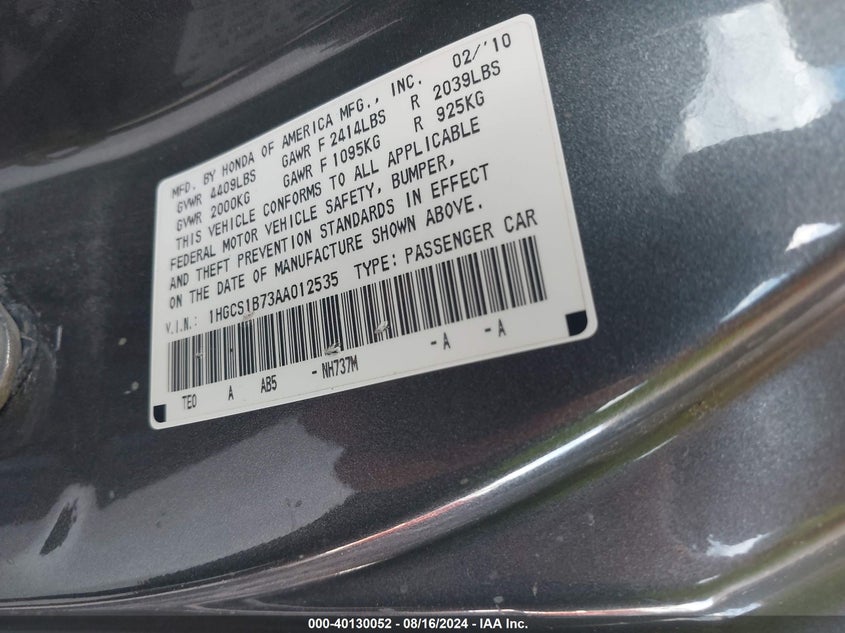 MFD. BY HONDA OF AMERICA MFG., INC. 02/'10
GVWR 4409LBS GAWR F 2414LBS R 2039LBS
GVWR 2000KG GAWR F 1095KG R 925KG
THIS VEHICLE CONFORMS TO ALL APPLICABLE
FEDERAL MOTOR VEHICLE SAFETY, BUMPER,
AND THEFT PREVENTION STANDARDS IN EFFECT
ON THE DATE OF MANUFACTURE SHOWN ABOVE.
V.I.N.: 1HGCS1B73AA012535 TYPE: PASSENGER CAR
TE0 A AB5 - NH737M -A -A
000-40130052 - 08/16/2024 - IAA Inc.